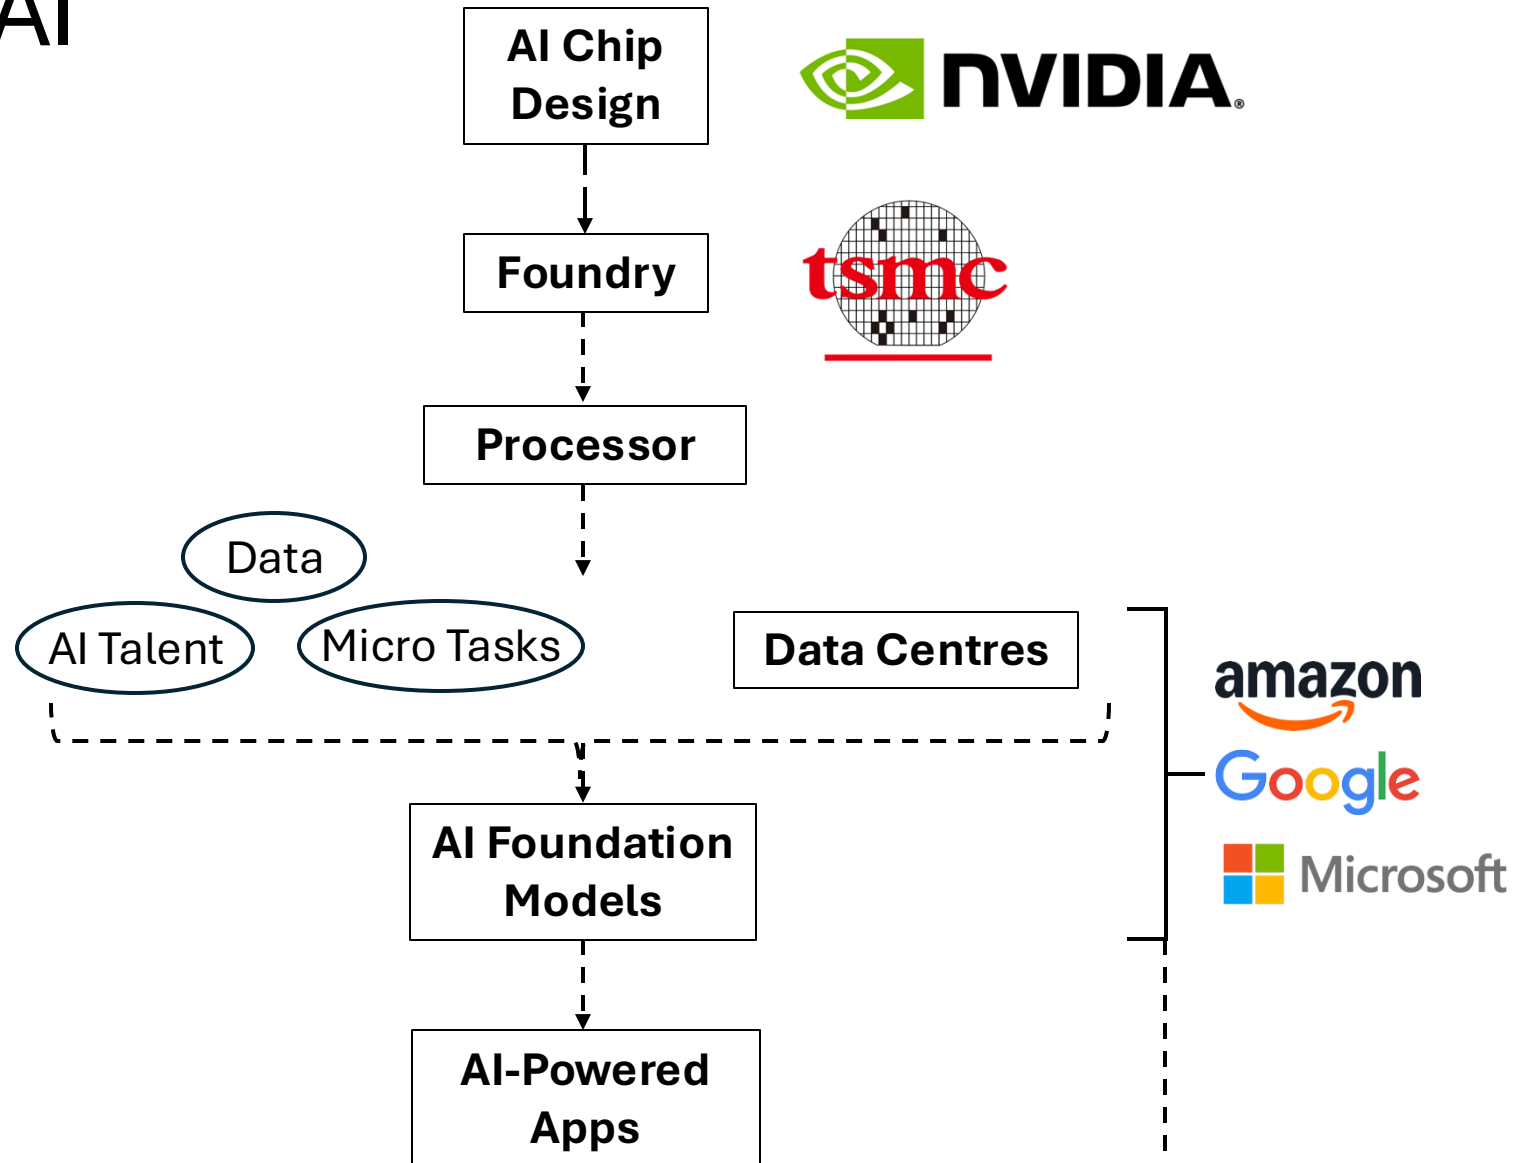 AI
AI Chip
Design
NVIDIA®
Foundry
tsmc
Processor
Data
AI Talent
Micro Tasks
Data Centres
amazon
Google
Microsoft
AI Foundation
Models
AI-Powered
Apps